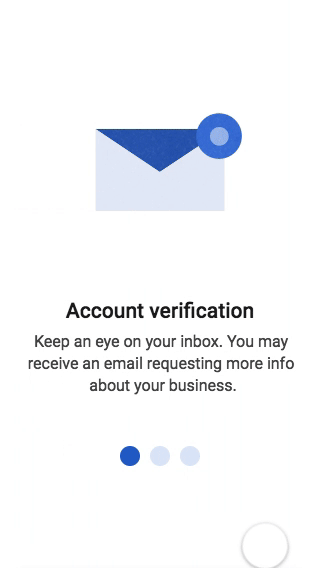 Account verification
Keep an eye on your inbox. You may
receive an email requesting more info
about your business.